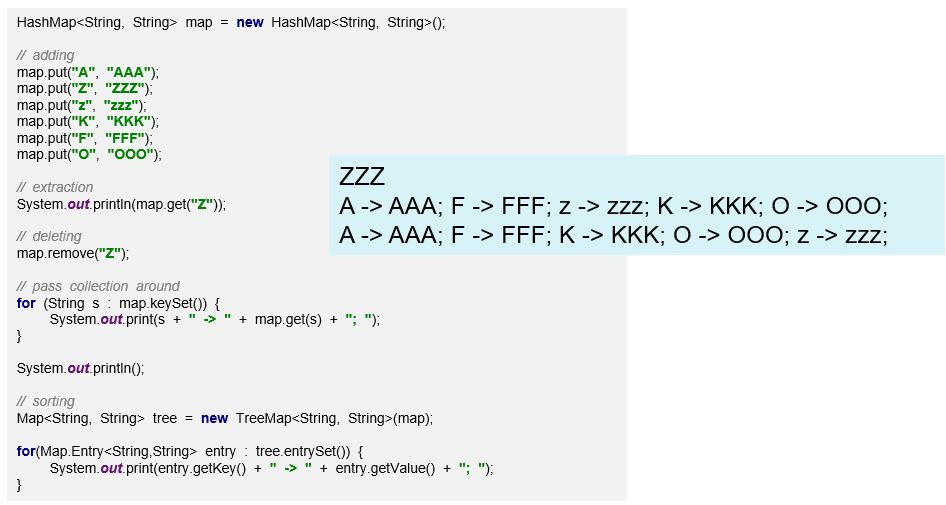 HashMap<String, String> map = new HashMap<String, String>();
// adding
map.put("A", "AAA");
map.put("Z", "ZZZ");
map.put("z", "zzz");
map.put("K", "KKK");
map.put("F", "FFF");
map.put("O", "OOO");
// extraction
System.out.println(map.get("Z"));
// deleting
map.remove("Z");
// pass collection around
for (String s : map.keySet()) {
System.out.print(s + " -> " + map.get(s) + "; ");
}
System.out.println();
// sorting
Map<String, String> tree = new TreeMap<String, String>(map);
for(Map.Entry<String,String> entry : tree.entrySet()) {
System.out.print(entry.getKey() + " -> " + entry.getValue() + "; ");
}
ZZZ
A -> AAA; F -> FFF; z -> zzz; K -> KKK; O -> OOO;
A -> AAA; F -> FFF; K -> KKK; O -> OOO; z -> zzz;